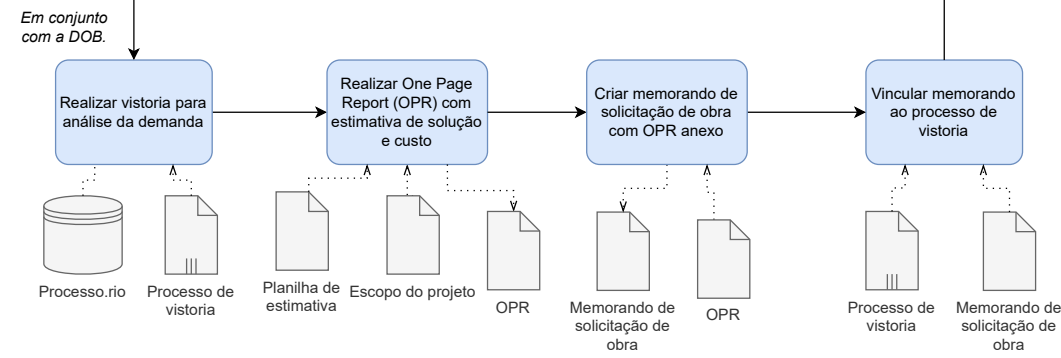 Em conjunto
com a DOB.
Realizar vistoria para
análise da demanda
Realizar One Page
Report (OPR) com
estimativa de solução
e custo
Criar memorando de
solicitação de obra
com OPR anexo
Vincular memorando
ao processo de
vistoria
Processo.rio
Processo de
vistoria
Planilha de
estimativa
Escopo do projeto
OPR
Memorando de
solicitação de
obra
OPR
Processo de
vistoria
Memorando de
solicitação de
obra